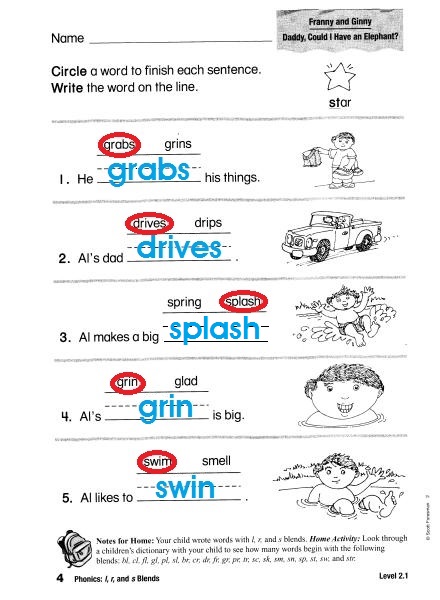 Franny and Ginny
Daddy, Could I Have an Elephant?
Name
Circle a word to finish each sentence.
Write the word on the line.
star
grabs grins
1. He grabs his things.
drives drips
2. Al's dad drives .
spring splash
3. Al makes a big splash .
grin glad
4. Al's grin is big.
swim smell
5. Al likes to swin .
Notes for Home: Your child wrote words with l, r, and s blends. Home Activity: Look through
a children's dictionary with your child to see how many words begin with the following
blends: bl, cl, fl, gl, pl, sl, br, cr, dr, fr, gr, pr, tr, sc, sk, sm, sn, sp, st, sw, and str.
© Scott Foresman 2
4 Phonics: l, r, and s Blends
Level 2.1